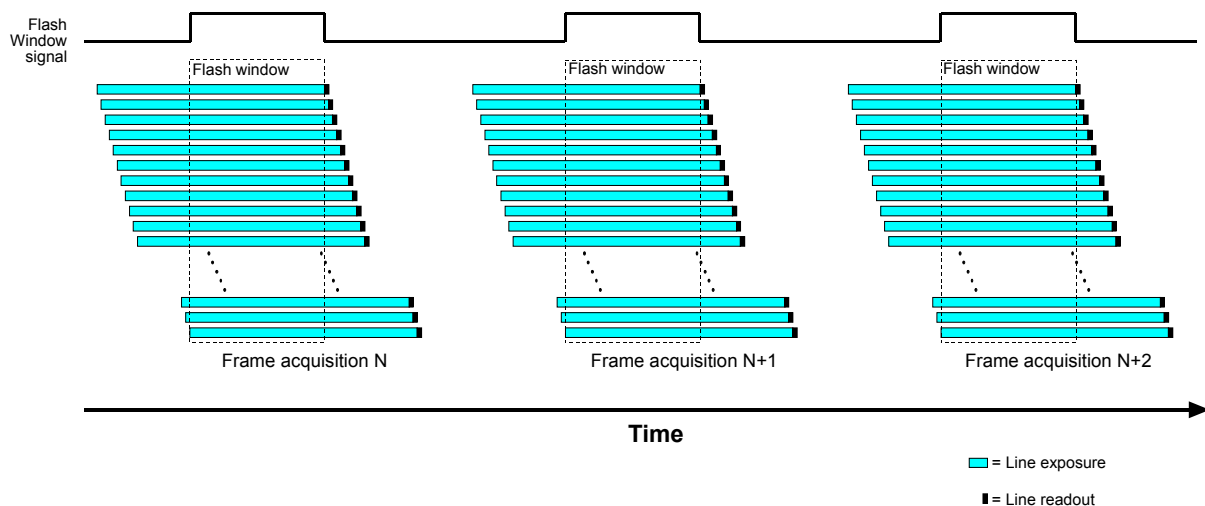 Flash
Window
signal
Flash window
Flash window
Flash window
Frame acquisition N
Frame acquisition N+1
Frame acquisition N+2
Time
= Line exposure
= Line readout